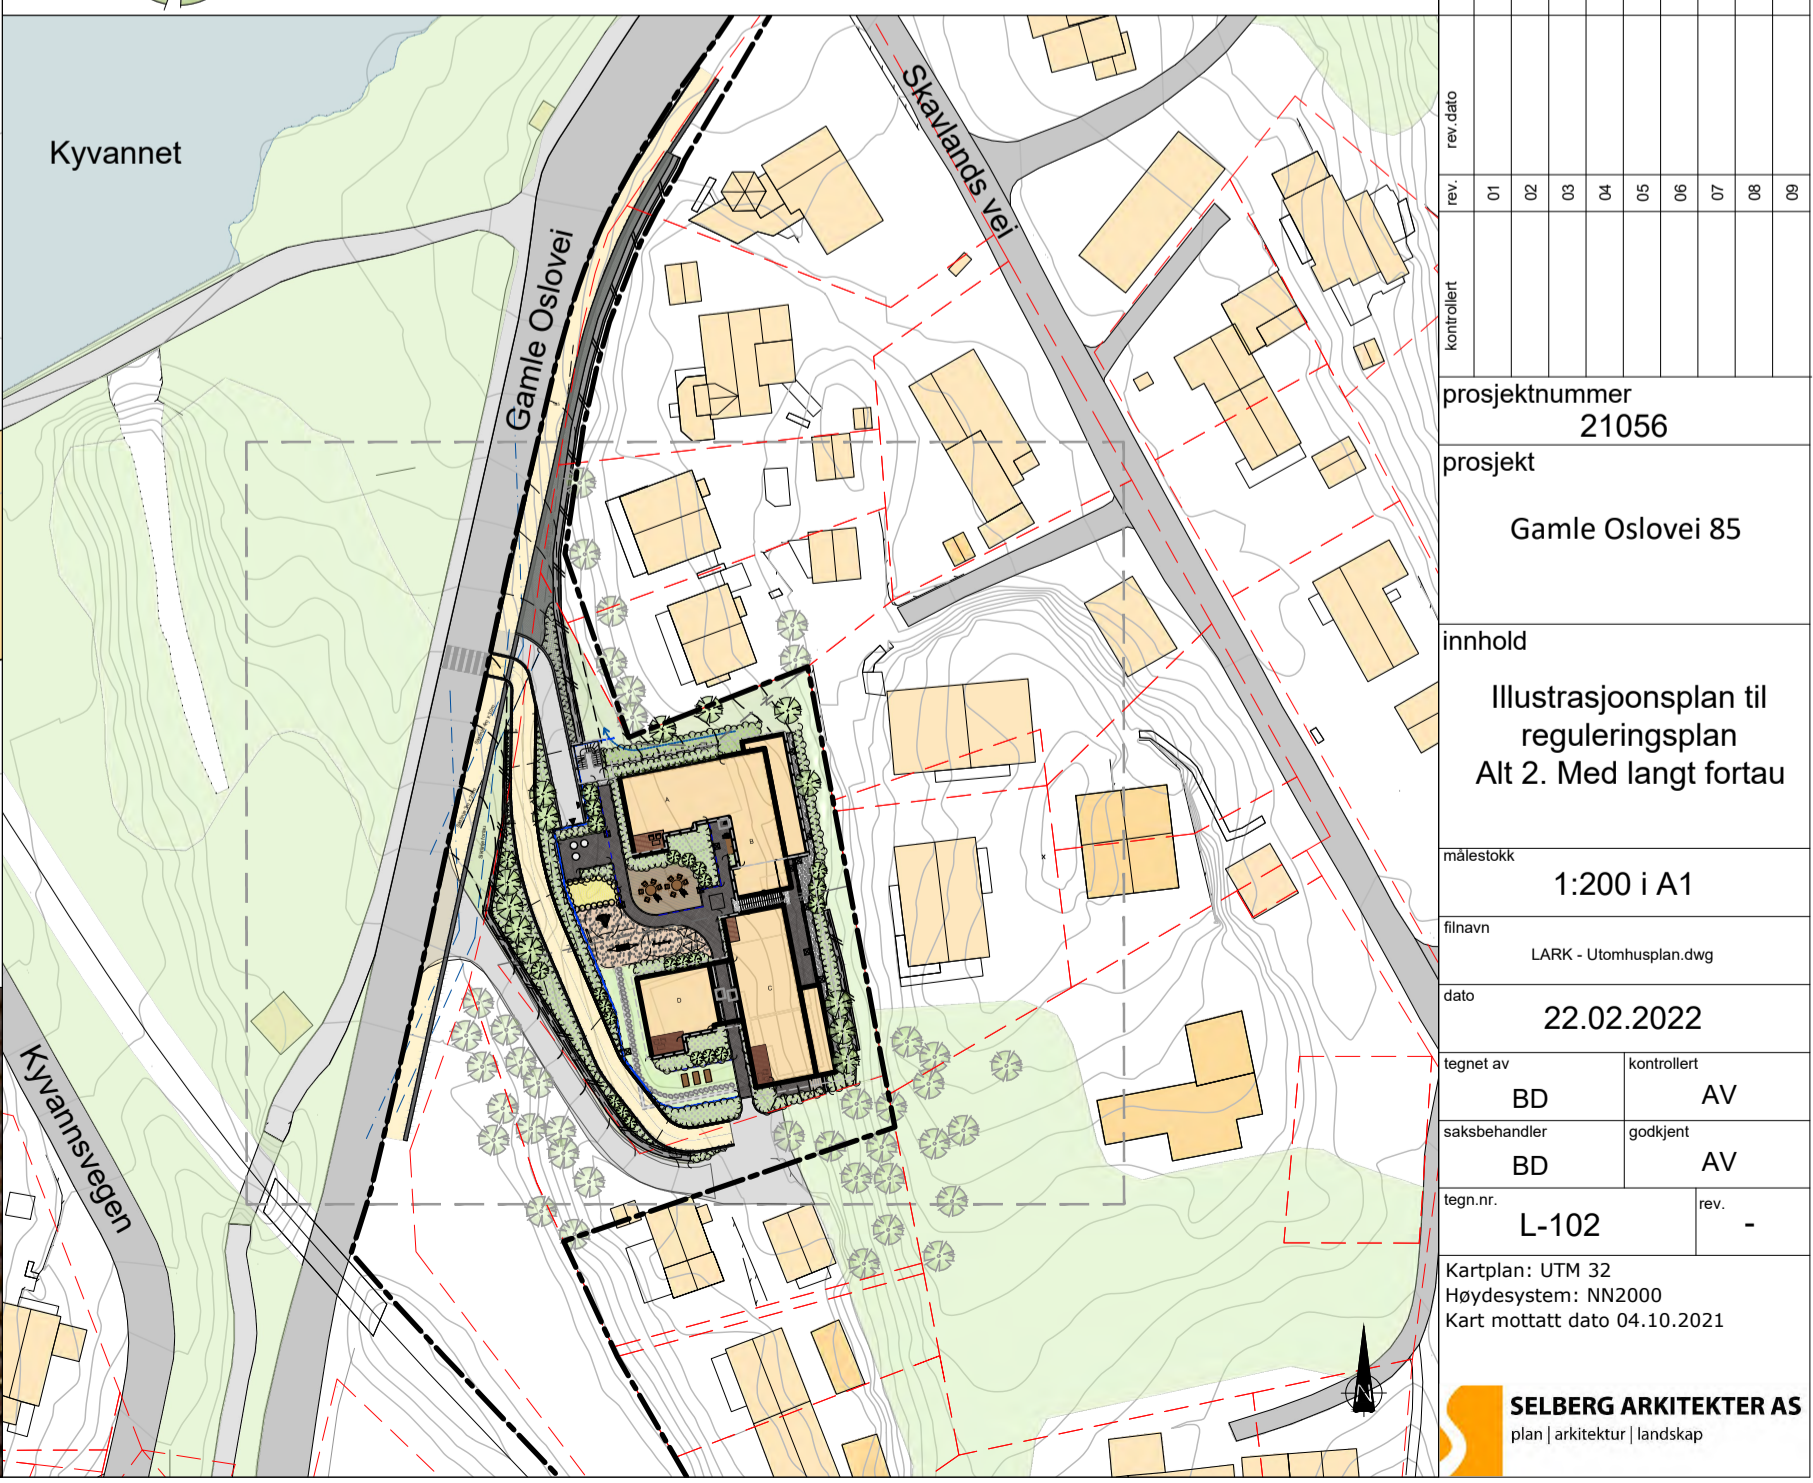 Kyvannet
Gamle Oslovei
Skavlands vei
Kyvannsvegen
A
B
C
D
x
N
rev.dato
rev.
01
02
03
04
05
06
07
08
09
kontrollert
prosjektnummer
21056
prosjekt
Gamle Oslovei 85
innhold
Illustrasjoonsplan til
reguleringsplan
Alt 2. Med langt fortau
målestokk
1:200 i A1
filnavn
LARK - Utomhusplan.dwg
dato
22.02.2022
tegnet av
BD
kontrollert
AV
saksbehandler
BD
godkjent
AV
tegn.nr.
L-102
rev.
-
Kartplan: UTM 32
Høydesystem: NN2000
Kart mottatt dato 04.10.2021
SELBERG ARKITEKTER AS
plan | arkitektur | landskap